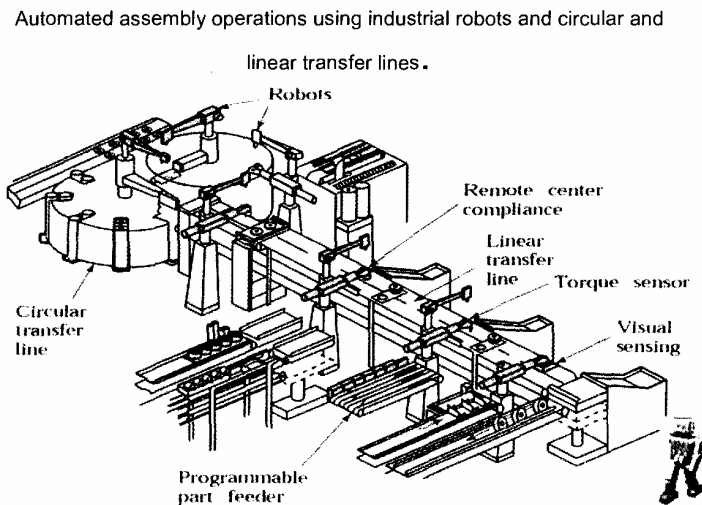 Automated assembly operations using industrial robots and circular and
linear transfer lines.
Robots
Remote center
compliance
Linear
transfer
line
Torque sensor
Visual
sensing
Circular
transfer
line
Programmable
part feeder